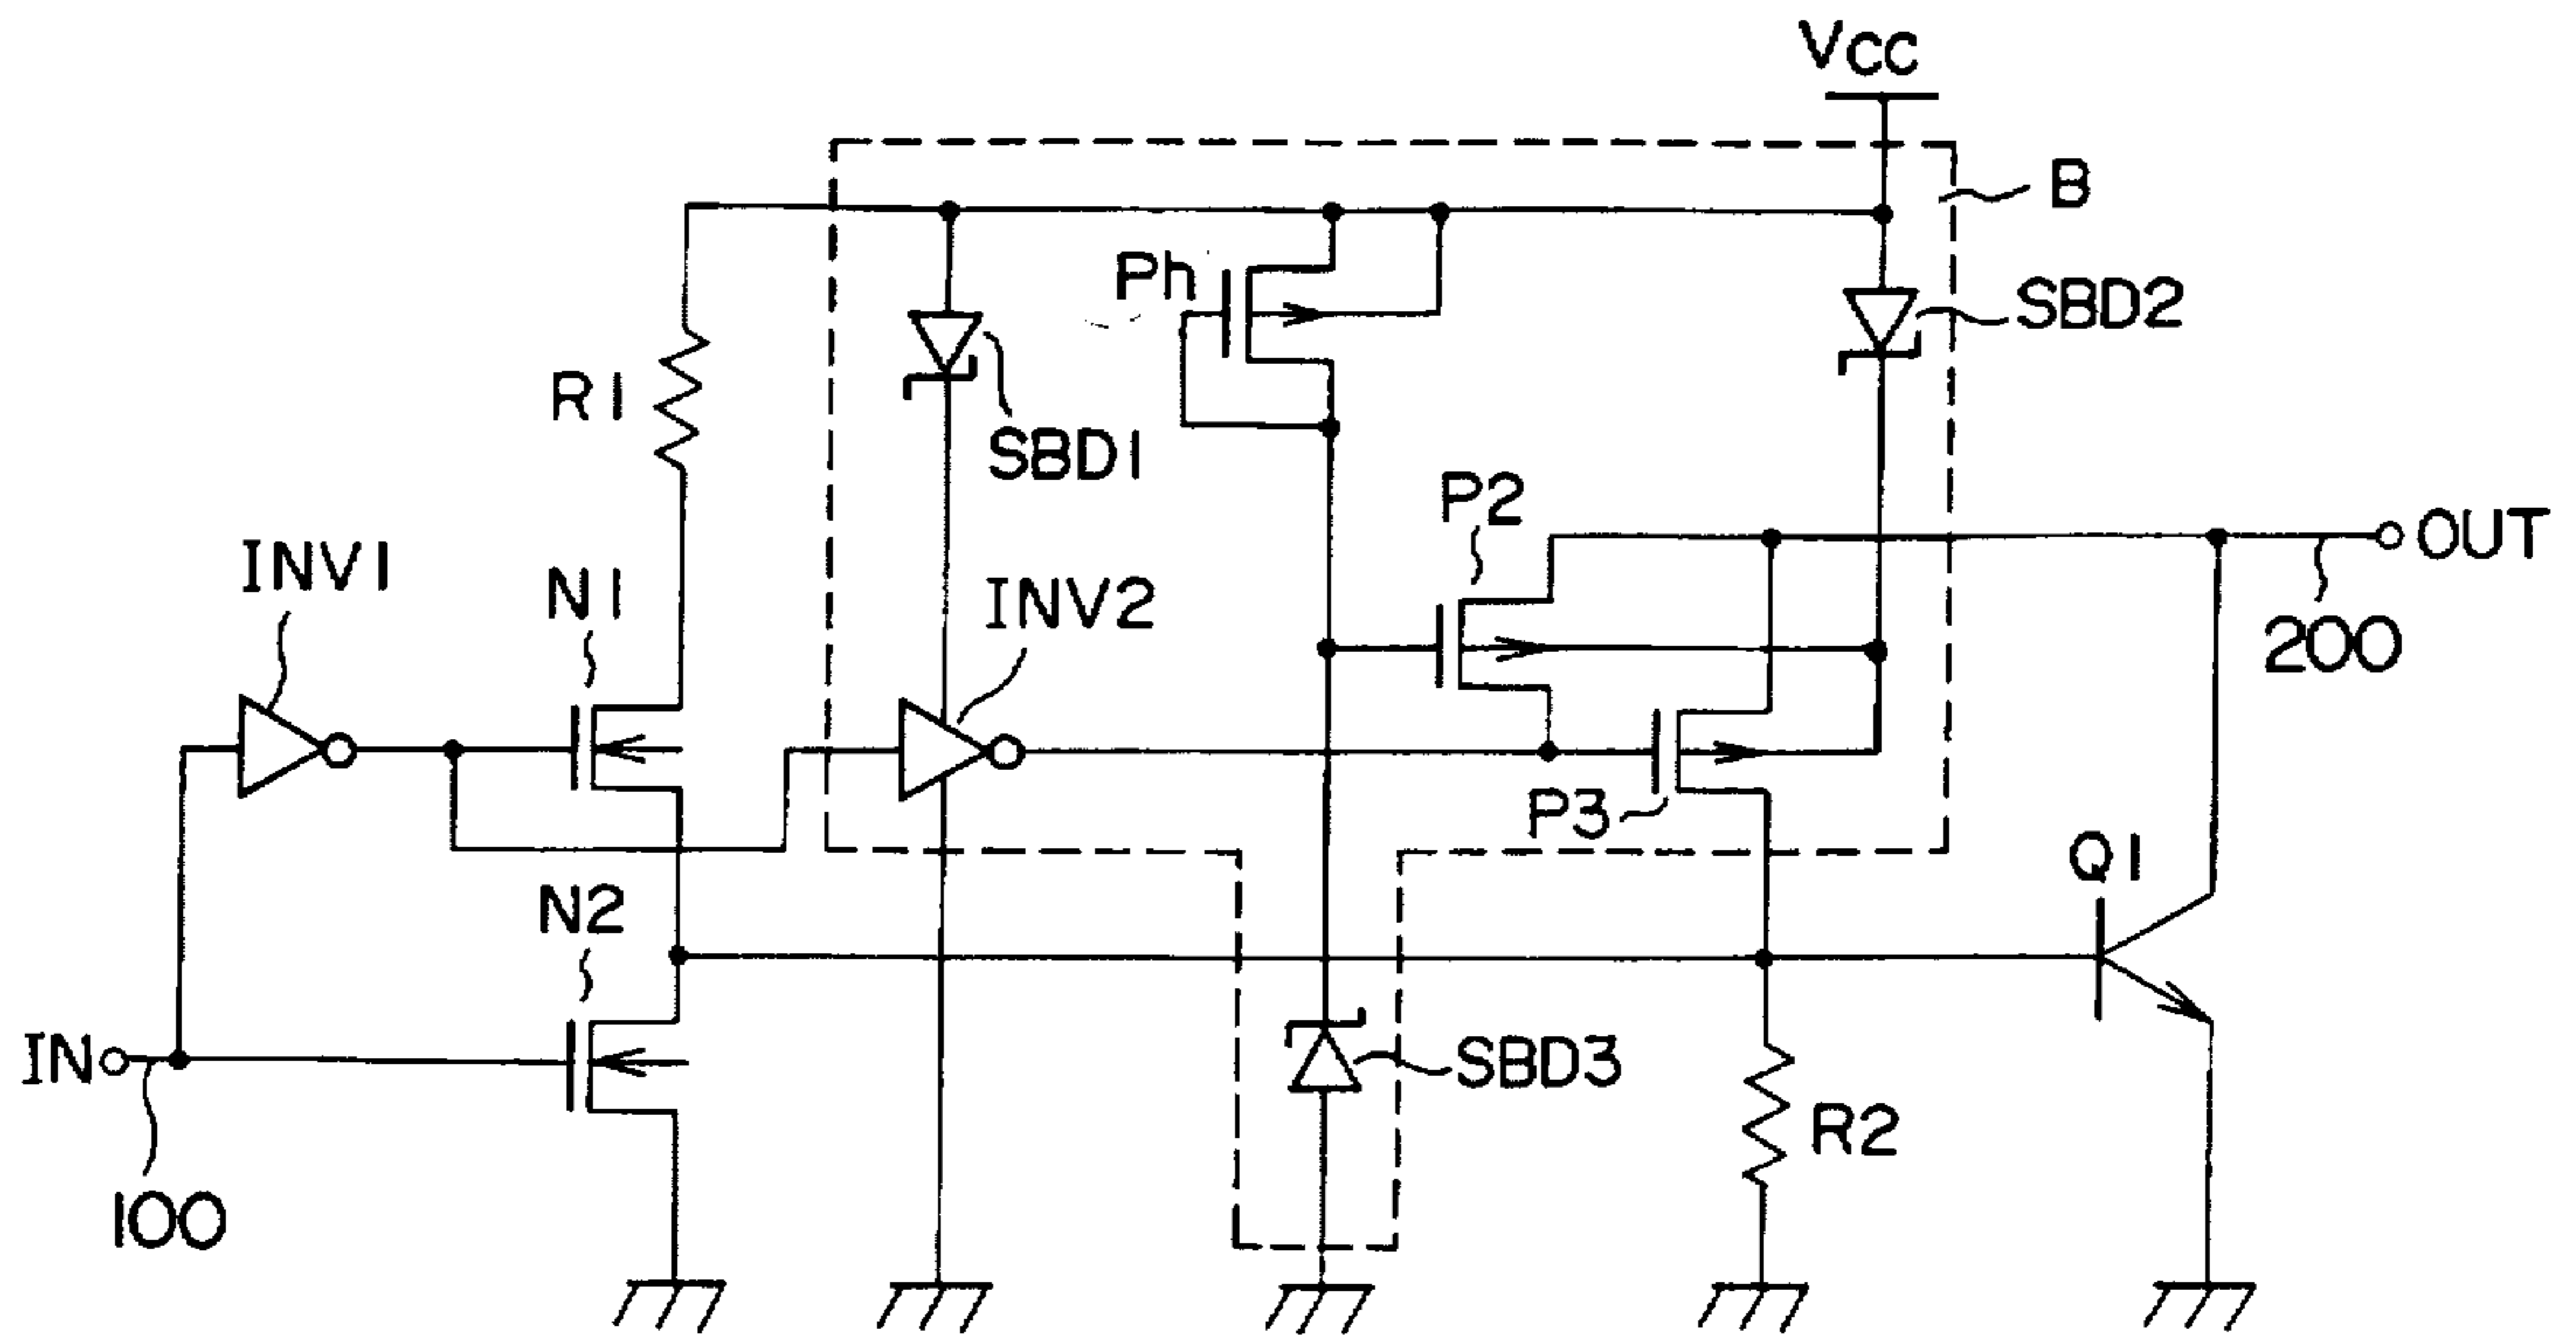 VCC
B
Ph
SBD2
R1
SBD1
P2
OUT
INV1
N1
INV2
200
P3
Q1
N2
IN
SBD3
R2
100